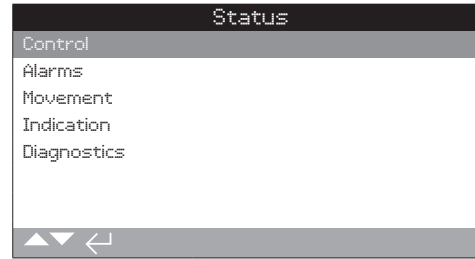 Status
Control
Alarms
Movement
Indication
Diagnostics